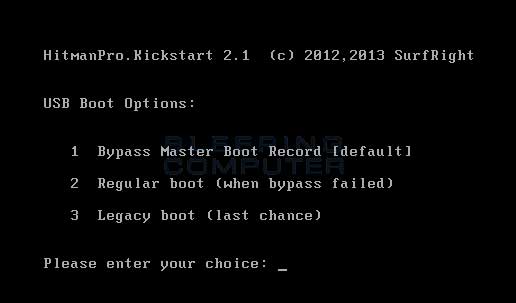 HitmanPro.Kickstart 2.1  (c) 2012,2013 SurfRight
USB Boot Options:
1  Bypass Master Boot Record [default]
BLEEPING
COMPUTER
2  Regular boot (when bypass failed)
3  Legacy boot (last chance)
Please enter your choice: _